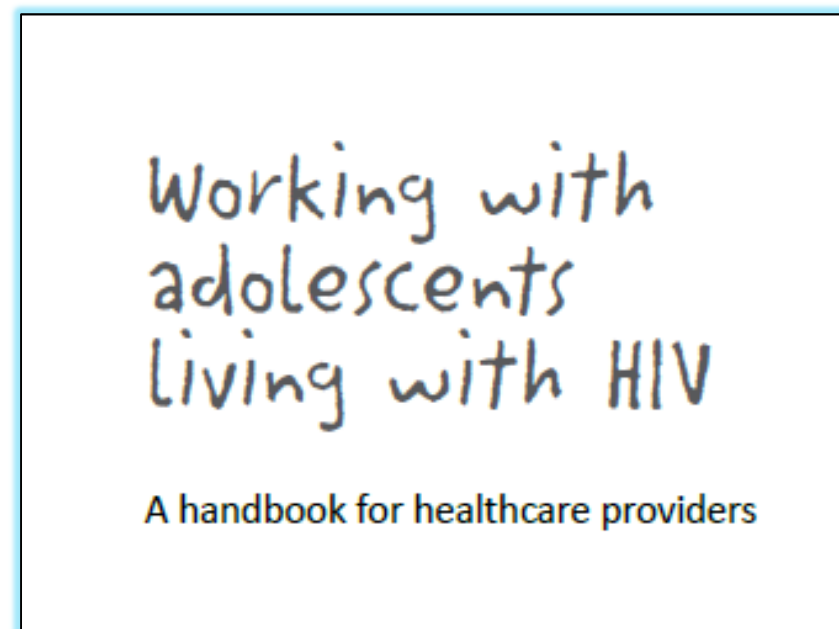 Working with
adolescents
living with HIV
A handbook for healthcare providers